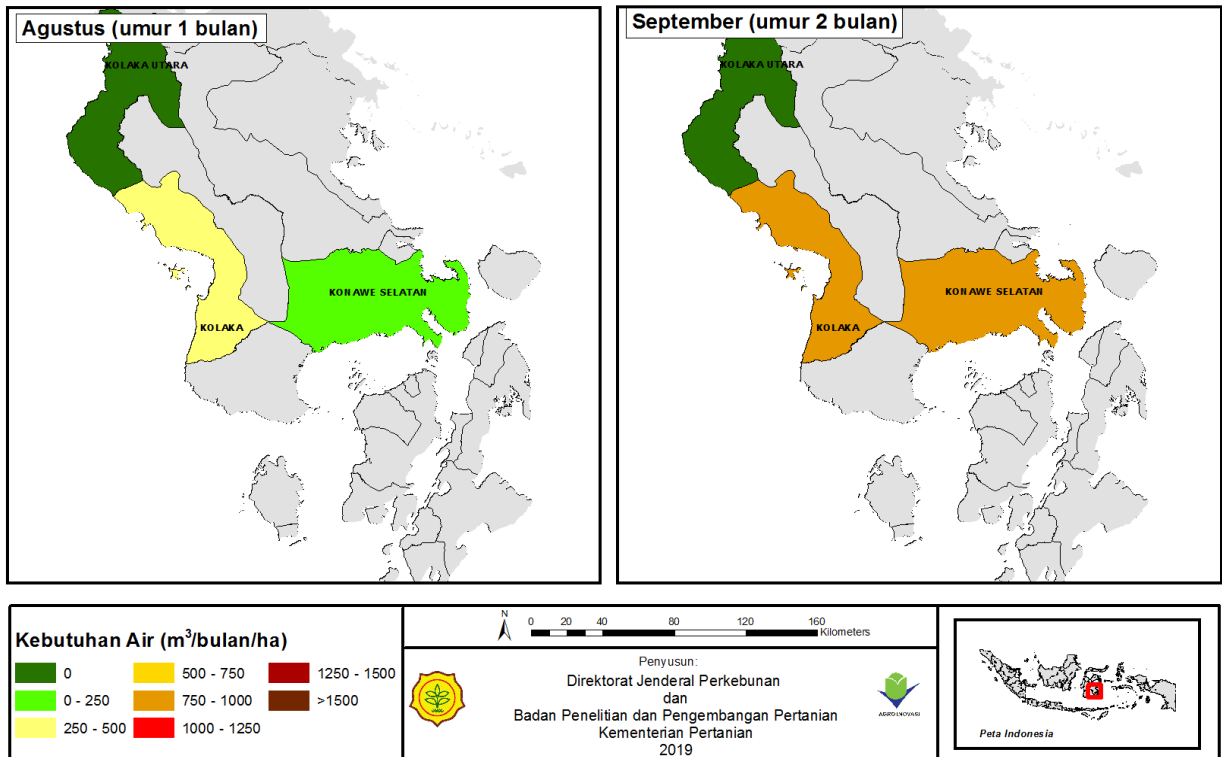 Agustus (umur 1 bulan)
KOLAKA UTARA
KONAWE SELATAN
KOLAKA
September (umur 2 bulan)
KOLAKA UTARA
KONAWE SELATAN
KOLAKA
Kebutuhan Air (m³/bulan/ha)
0
0 - 250
250 - 500
500 - 750
750 - 1000
1000 - 1250
1250 - 1500
>1500
N
0 20 40 80 120 160
Kilometers
Penyusun:
Direktorat Jenderal Perkebunan
dan
Badan Penelitian dan Pengembangan Pertanian
Kementerian Pertanian
2019
AGRO INOVASI
Peta Indonesia